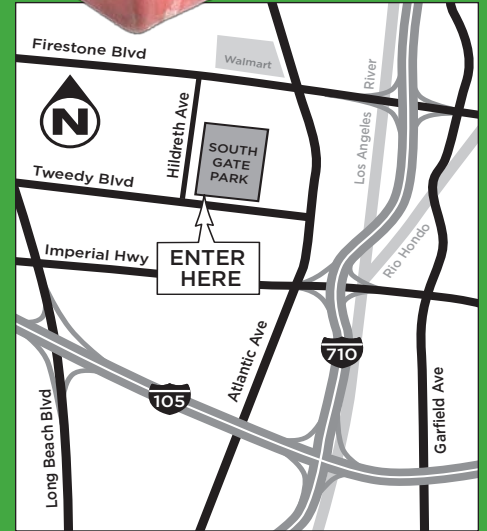 Firestone Blvd
Walmart
Los Angeles River
N
Hildreth Ave
SOUTH
GATE
PARK
Tweedy Blvd
Imperial Hwy
ENTER
HERE
Rio Hondo
710
Atlantic Ave
105
Long Beach Blvd
Garfield Ave